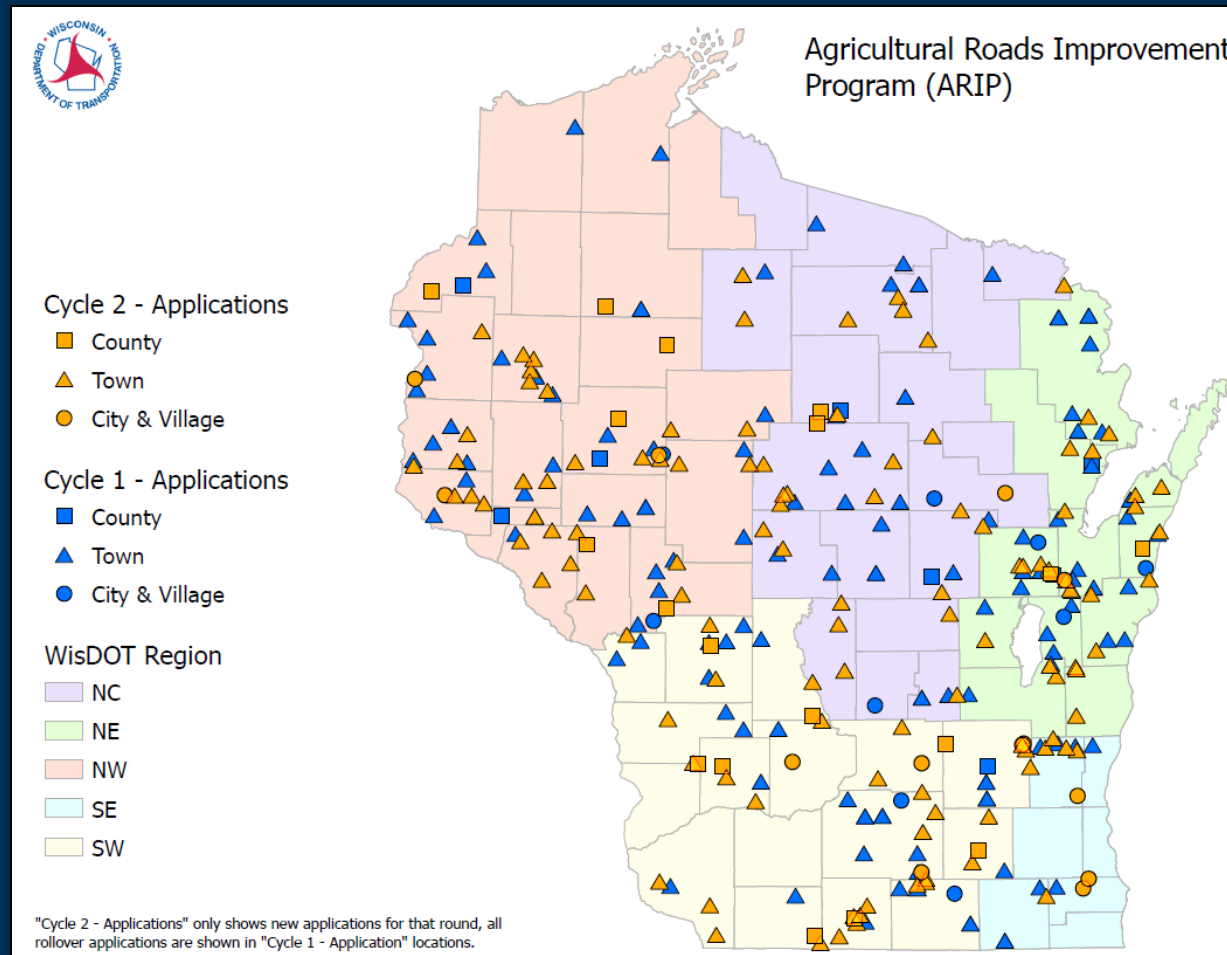 WISCONSIN
DEPARTMENT OF TRANSPORTATION
Agricultural Roads Improvement
Program (ARIP)
Cycle 2 - Applications
County
Town
City & Village
Cycle 1 - Applications
County
Town
City & Village
WisDOT Region
NC
NE
NW
SE
SW
"Cycle 2 - Applications" only shows new applications for that round, all
rollover applications are shown in "Cycle 1 - Application" locations.